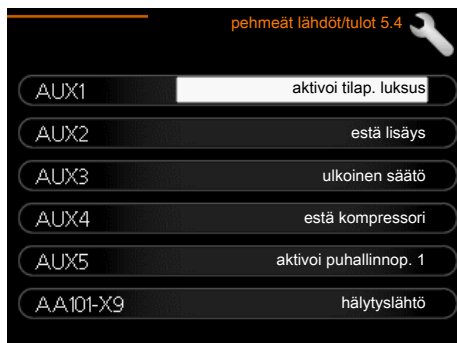 pehmeät lähdöt/tulot 5.4
AUX1 aktivoi tilap. luksus
AUX2 estä lisäys
AUX3 ulkoinen säätö
AUX4 estä kompressori
AUX5 aktivoi puhallinnop. 1
AA101-X9 hälytyslähtö